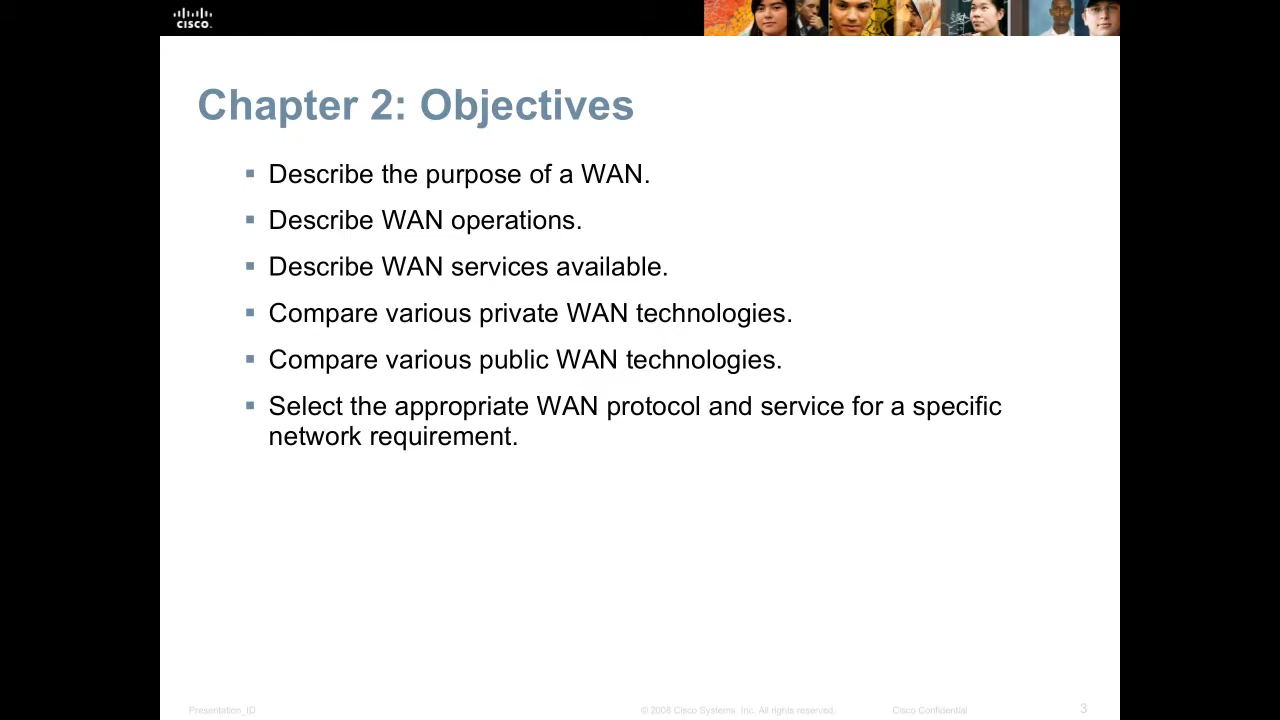 CISCO.
Chapter 2: Objectives
Describe the purpose of a WAN.
Describe WAN operations.
Describe WAN services available.
Compare various private WAN technologies.
Compare various public WAN technologies.
Select the appropriate WAN protocol and service for a specific
network requirement.
Presentation_ID © 2008 Cisco Systems, Inc. All rights reserved. Cisco Confidential 3